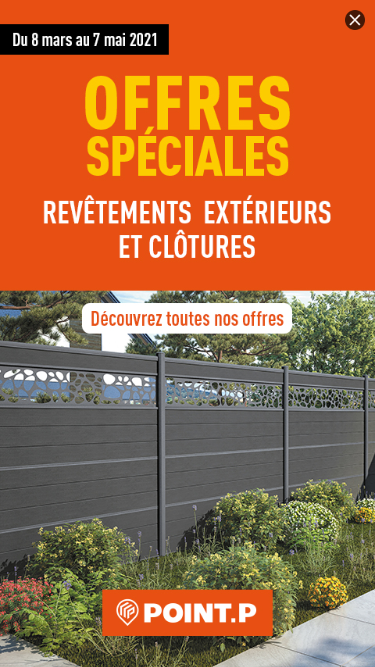 Du 8 mars au 7 mai 2021
OFFRES
SPÉCIALES
REVÊTEMENTS EXTÉRIEURS
ET CLÔTURES
Découvrez toutes nos offres
POINT.P